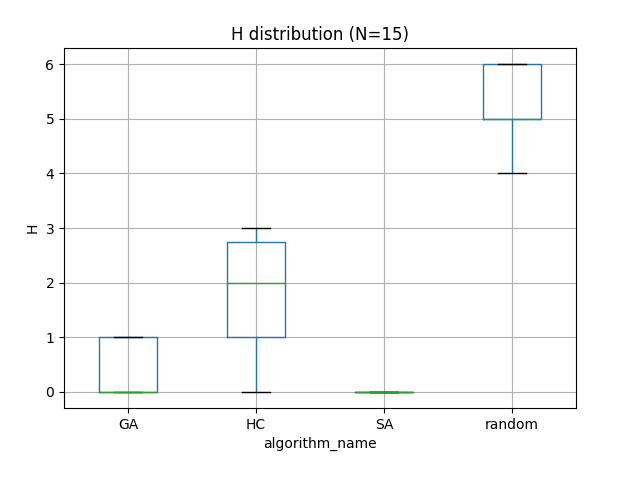 H distribution (N=15)
6
5
4
3
2
1
0
H
GA HC SA random
algorithm_name